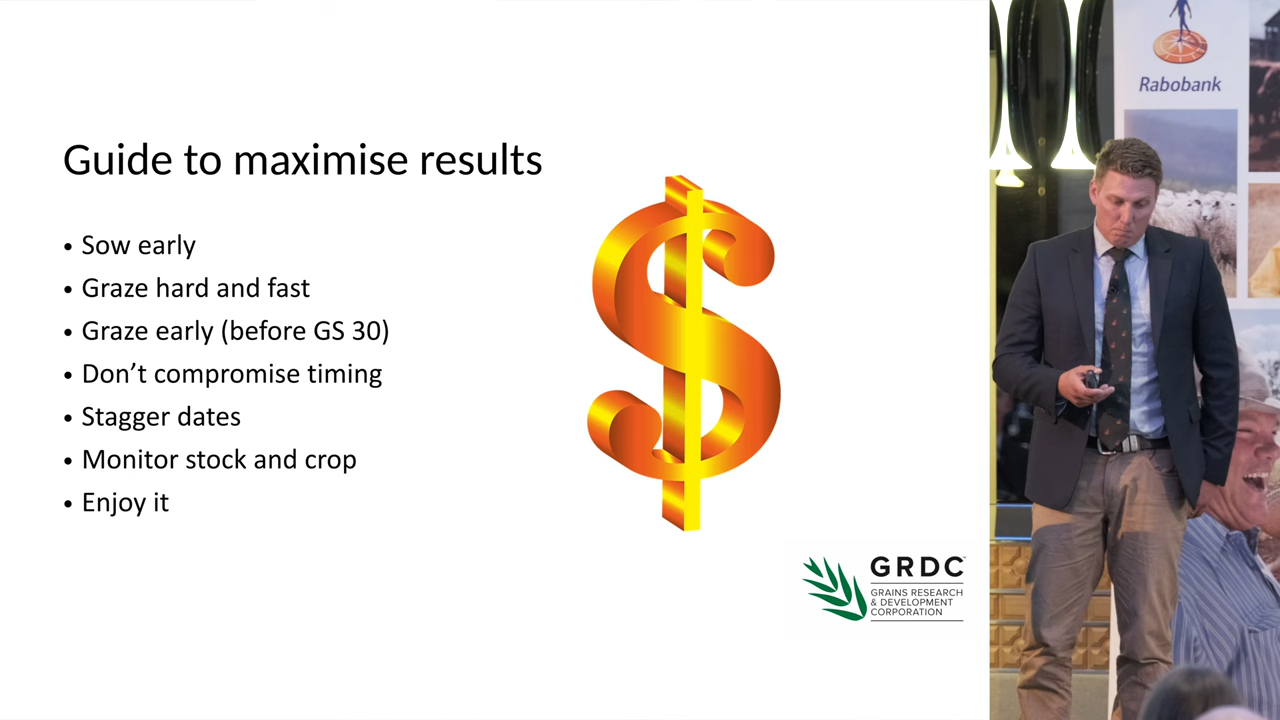 Guide to maximise results
• Sow early
• Graze hard and fast
• Graze early (before GS 30)
• Don’t compromise timing
• Stagger dates
• Monitor stock and crop
• Enjoy it
GRDC
GRAINS RESEARCH
& DEVELOPMENT
CORPORATION
Rabobank